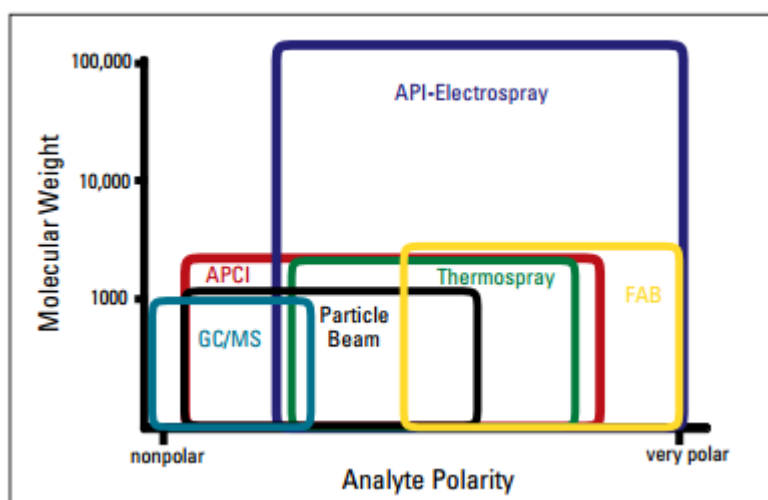 100,000
API-Electrospray
10,000
Molecular Weight
APCI
Thermospray
1000
FAB
GC/MS
Particle
Beam
nonpolar
very polar
Analyte Polarity